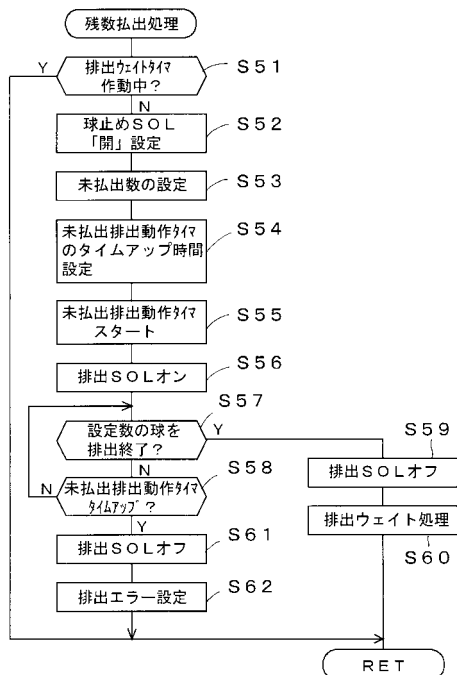 残数払出処理
Y
排出ウェイトタイマ
作動中?
S51
N
球止めSOL
「開」設定
S52
未払出数の設定
S53
未払出排出動作タイマ
のタイムアップ時間
設定
S54
未払出排出動作タイマ
スタート
S55
排出SOLオン
S56
設定数の球を
排出終了?
S57
Y
N
未払出排出動作タイマ
タイムアップ?
S58
N
Y
排出SOLオフ
S59
排出ウェイト処理
S60
排出SOLオフ
S61
排出エラー設定
S62
RET